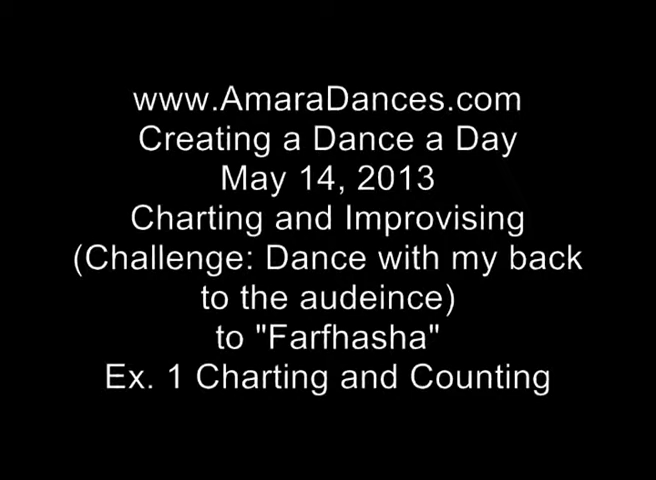 www.AmaraDances.com
Creating a Dance a Day
May 14, 2013
Charting and Improvising
(Challenge: Dance with my back
to the audeince)
to "Farfhasha"
Ex. 1 Charting and Counting